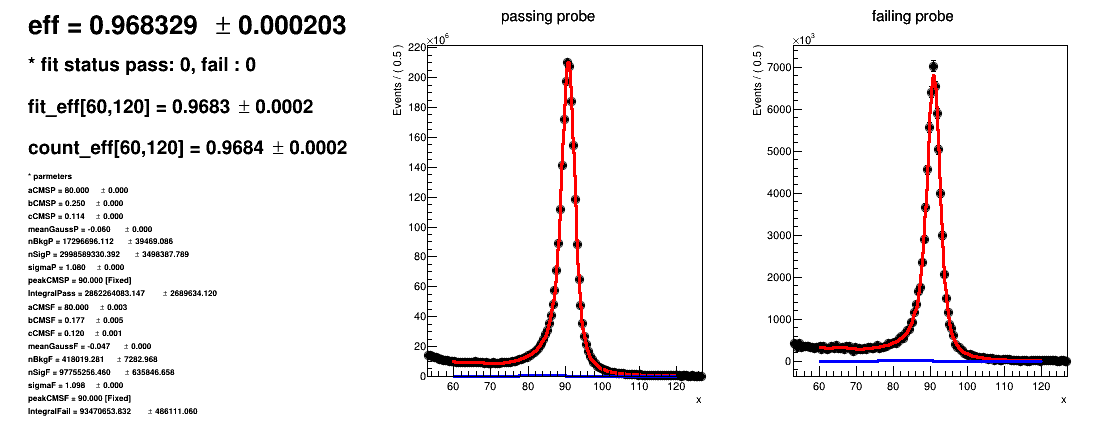 eff = 0.968329 ± 0.000203
* fit status pass: 0, fail : 0
fit_eff[60,120] = 0.9683 ± 0.0002
count_eff[60,120] = 0.9684 ± 0.0002
* parmeters
aCMSP = 80.000 ± 0.000
bCMSP = 0.250 ± 0.000
cCMSP = 0.114 ± 0.000
meanGaussP = -0.060 ± 0.000
nBkgP = 17296696.112 ± 39469.086
nSigP = 2998589330.392 ± 3498387.789
sigmaP = 1.080 ± 0.000
peakCMSP = 90.000 [Fixed]
IntegralPass = 2862264083.147 ± 2689634.120
aCMSF = 80.000 ± 0.003
bCMSF = 0.177 ± 0.005
cCMSF = 0.120 ± 0.001
meanGaussF = -0.047 ± 0.000
nBkgF = 418019.281 ± 7282.968
nSigF = 97755256.460 ± 635846.658
sigmaF = 1.098 ± 0.000
peakCMSF = 90.000 [Fixed]
IntegralFail = 93470653.832 ± 486111.060
passing probe
×10⁶
Events / ( 0.5 )
220
200
180
160
140
120
100
80
60
40
20
0
60 70 80 90 100 110 120
x
failing probe
×10³
Events / ( 0.5 )
7000
6000
5000
4000
3000
2000
1000
0
60 70 80 90 100 110 120
x